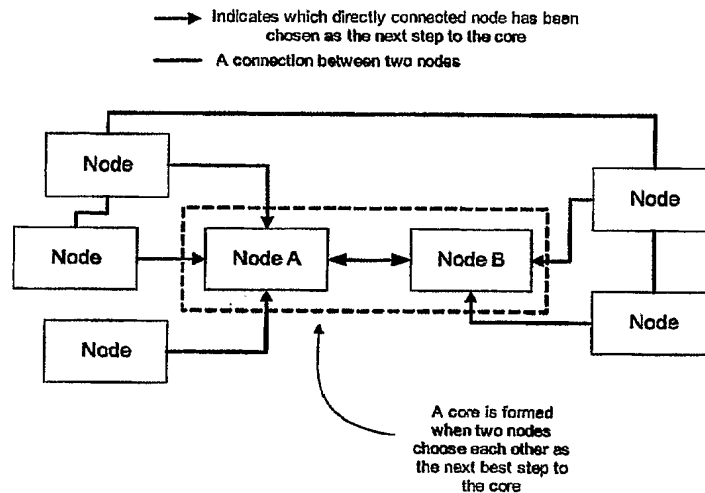 Indicates which directly connected node has been
chosen as the next step to the core
A connection between two nodes
Node
Node
Node A
Node B
Node
Node
Node
A core is formed
when two nodes
choose each other as
the next best step to
the core